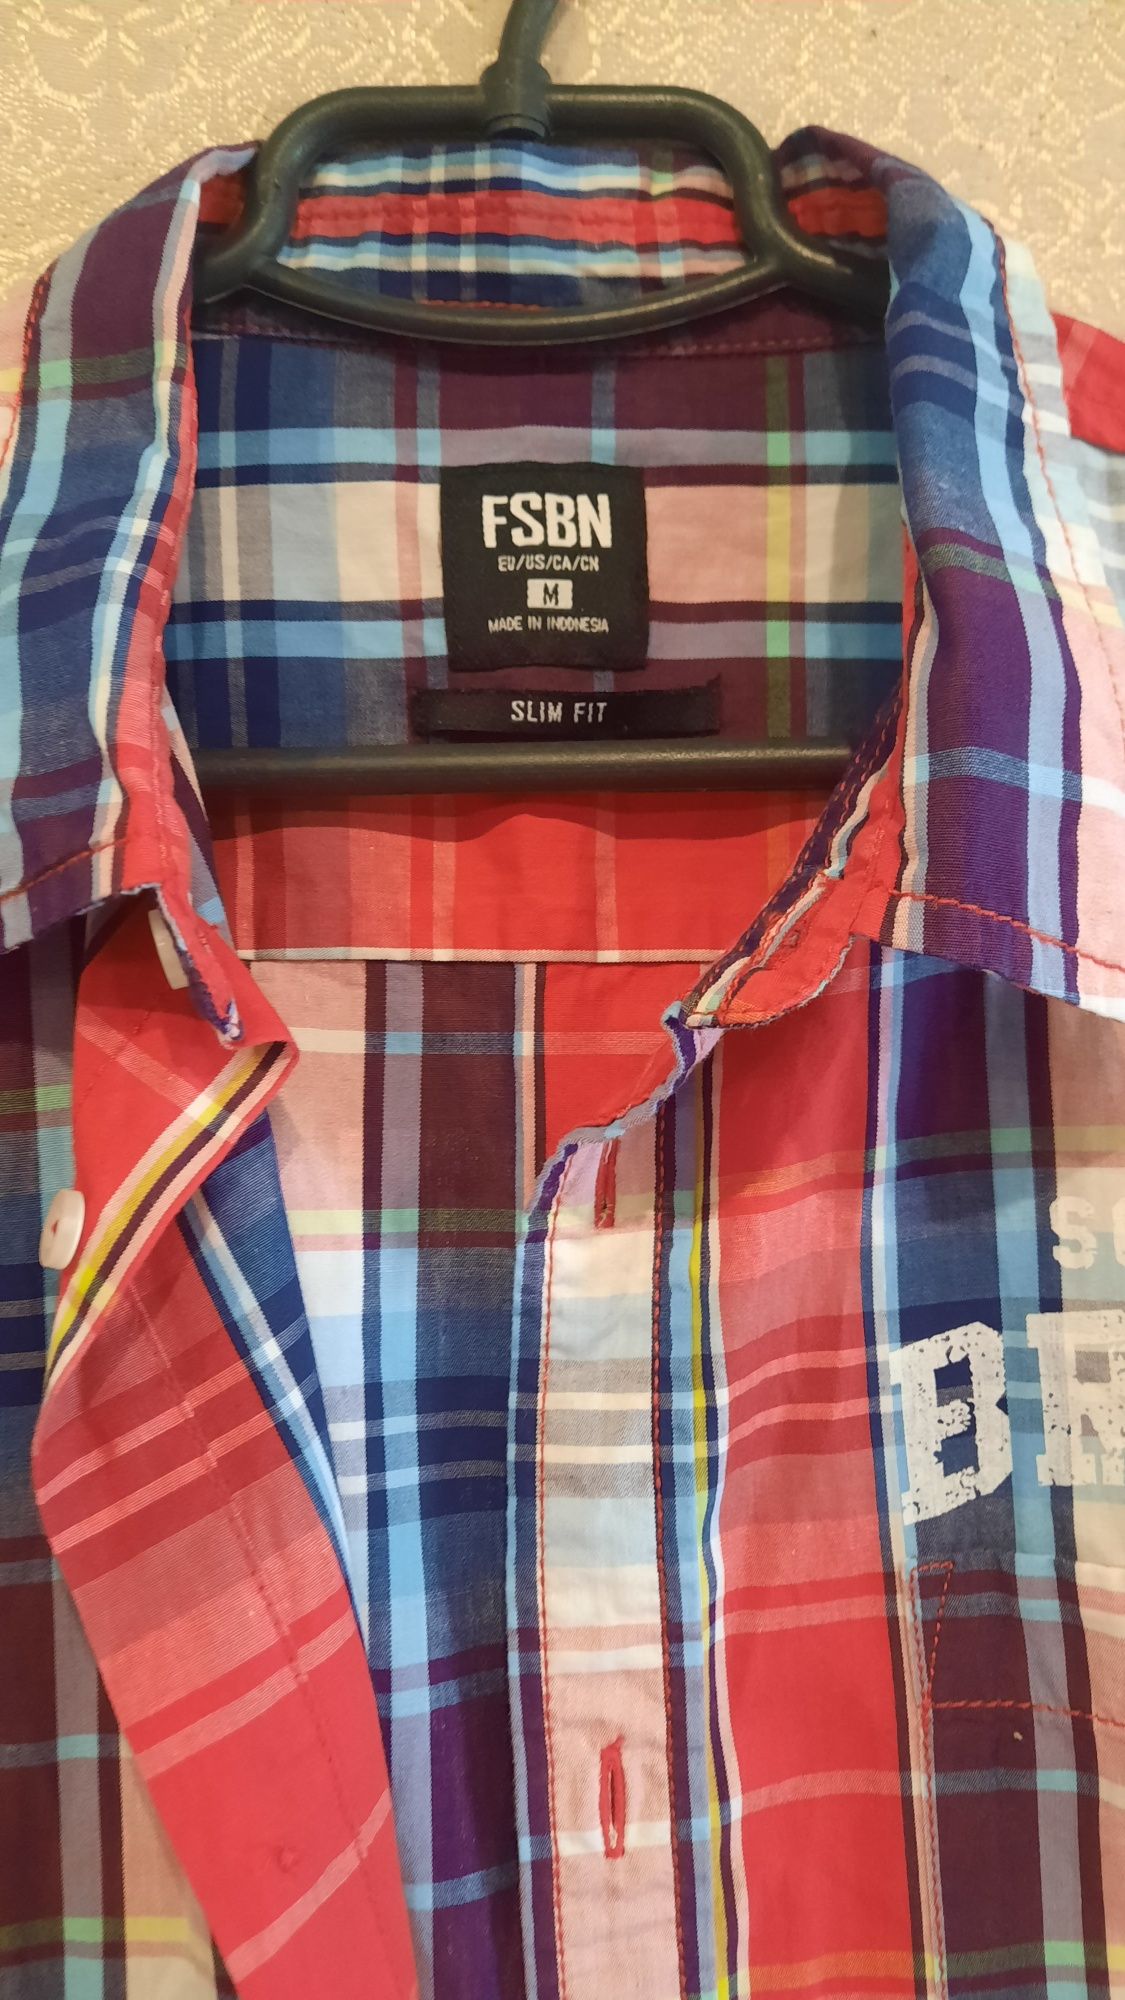 FSBN
EU/US/CA/CN
M
MADE IN INDONESIA
SLIM FIT